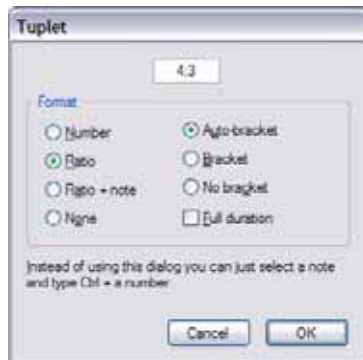 Tuplet
4:3
Format
Number
Auto-bracket
Ratio
Bracket
Ratio + note
No bracket
None
Full duration
Instead of using this dialog you can just select a note
and type Ctrl + a number
Cancel
OK